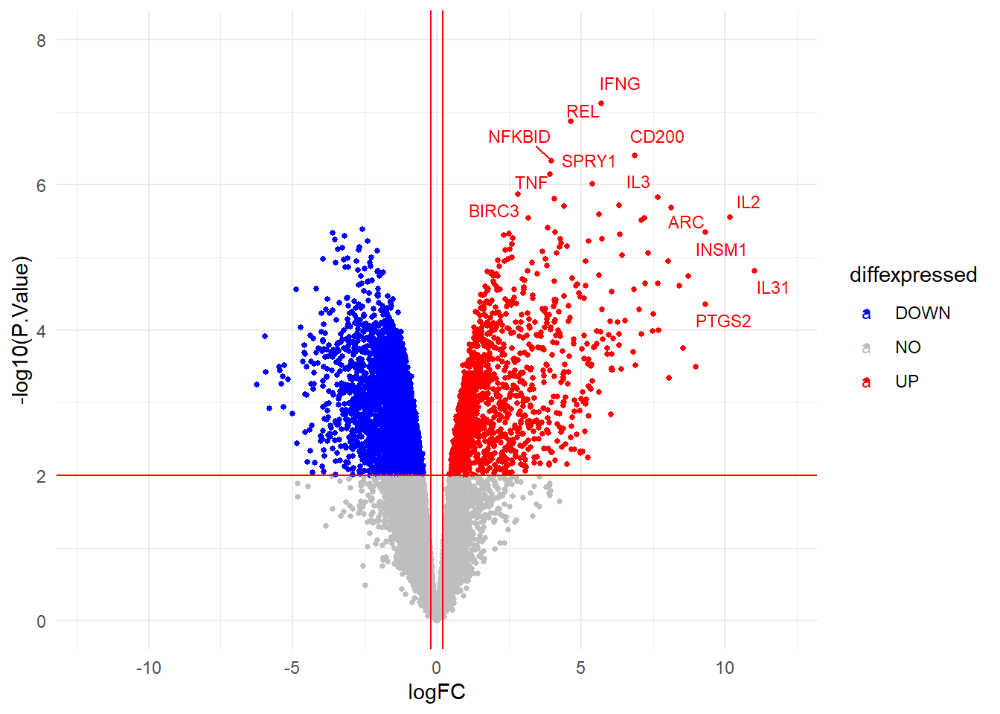 8
6
4
2
0
-log10(P.Value)
IFNG
REL
NFKBID
CD200
SPRY1
TNF
IL3
IL2
BIRC3
ARC
INSM1
IL31
PTGS2
-10
-5
0
5
10
logFC
diffexpressed
a DOWN
a NO
a UP